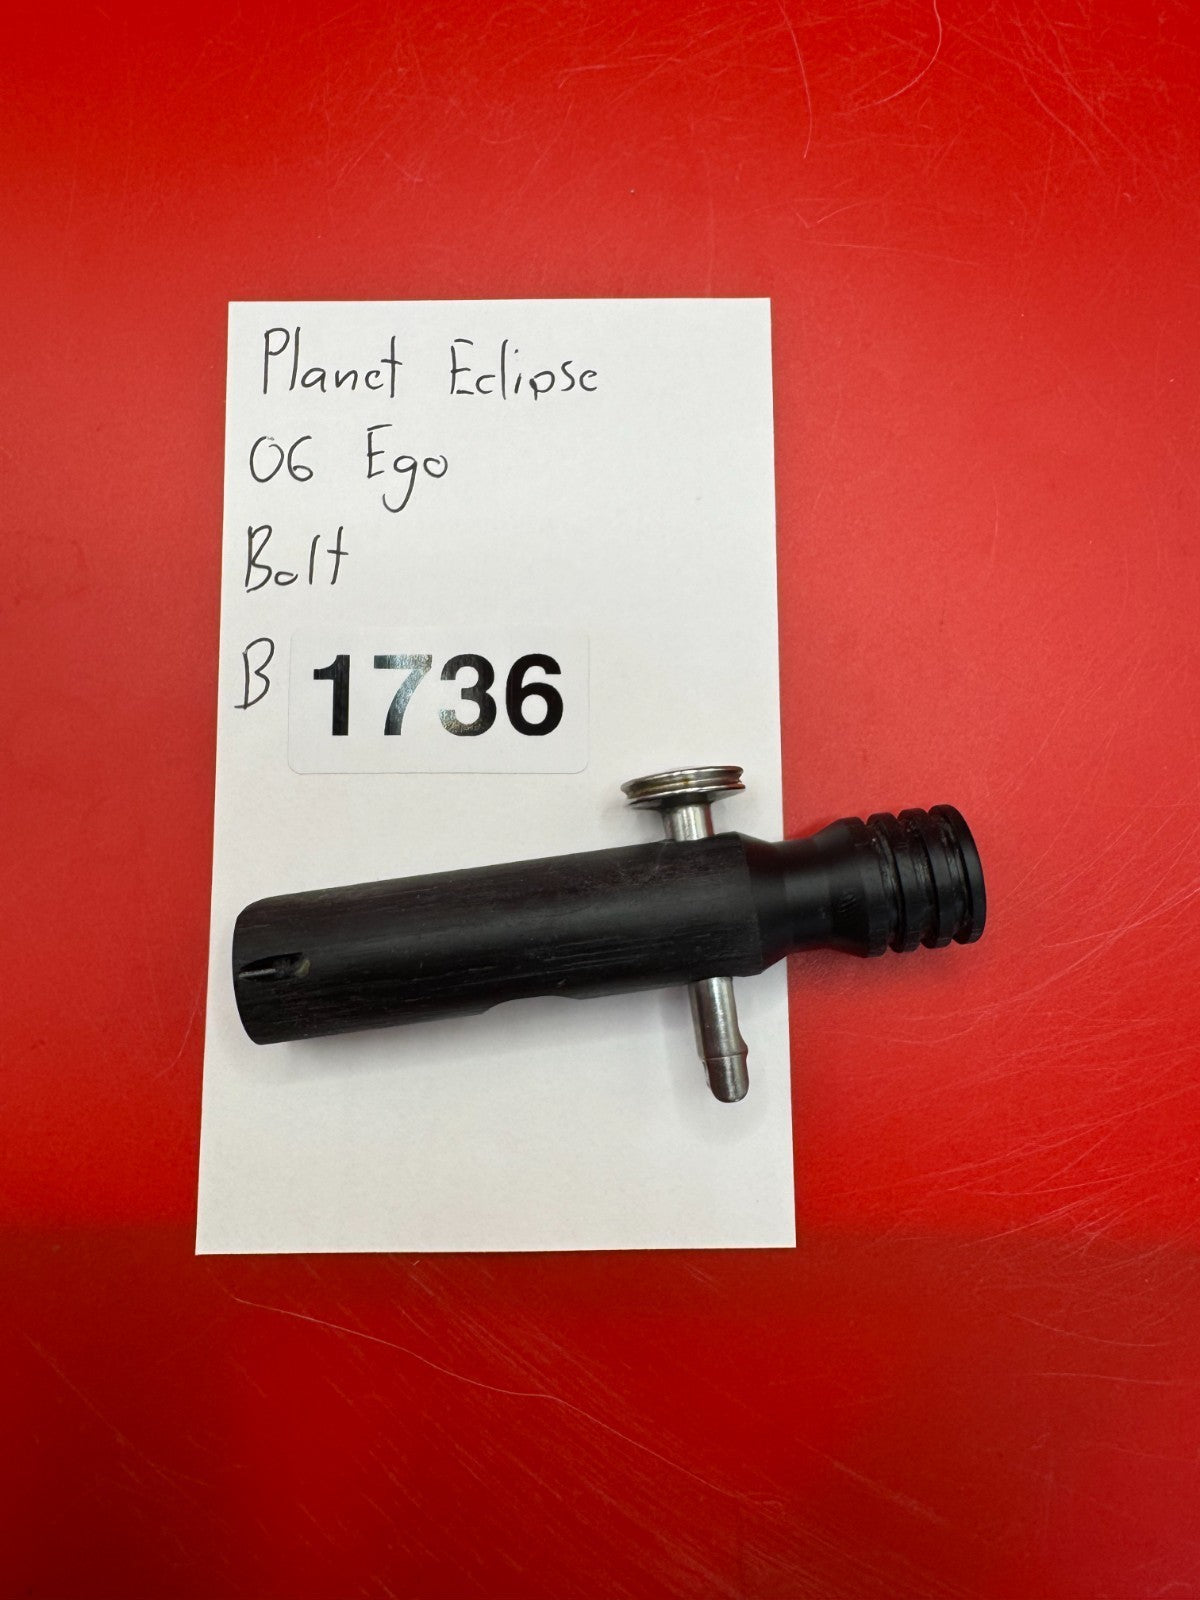 Planet Eclipse
06 Ego
Bolt
B 1736